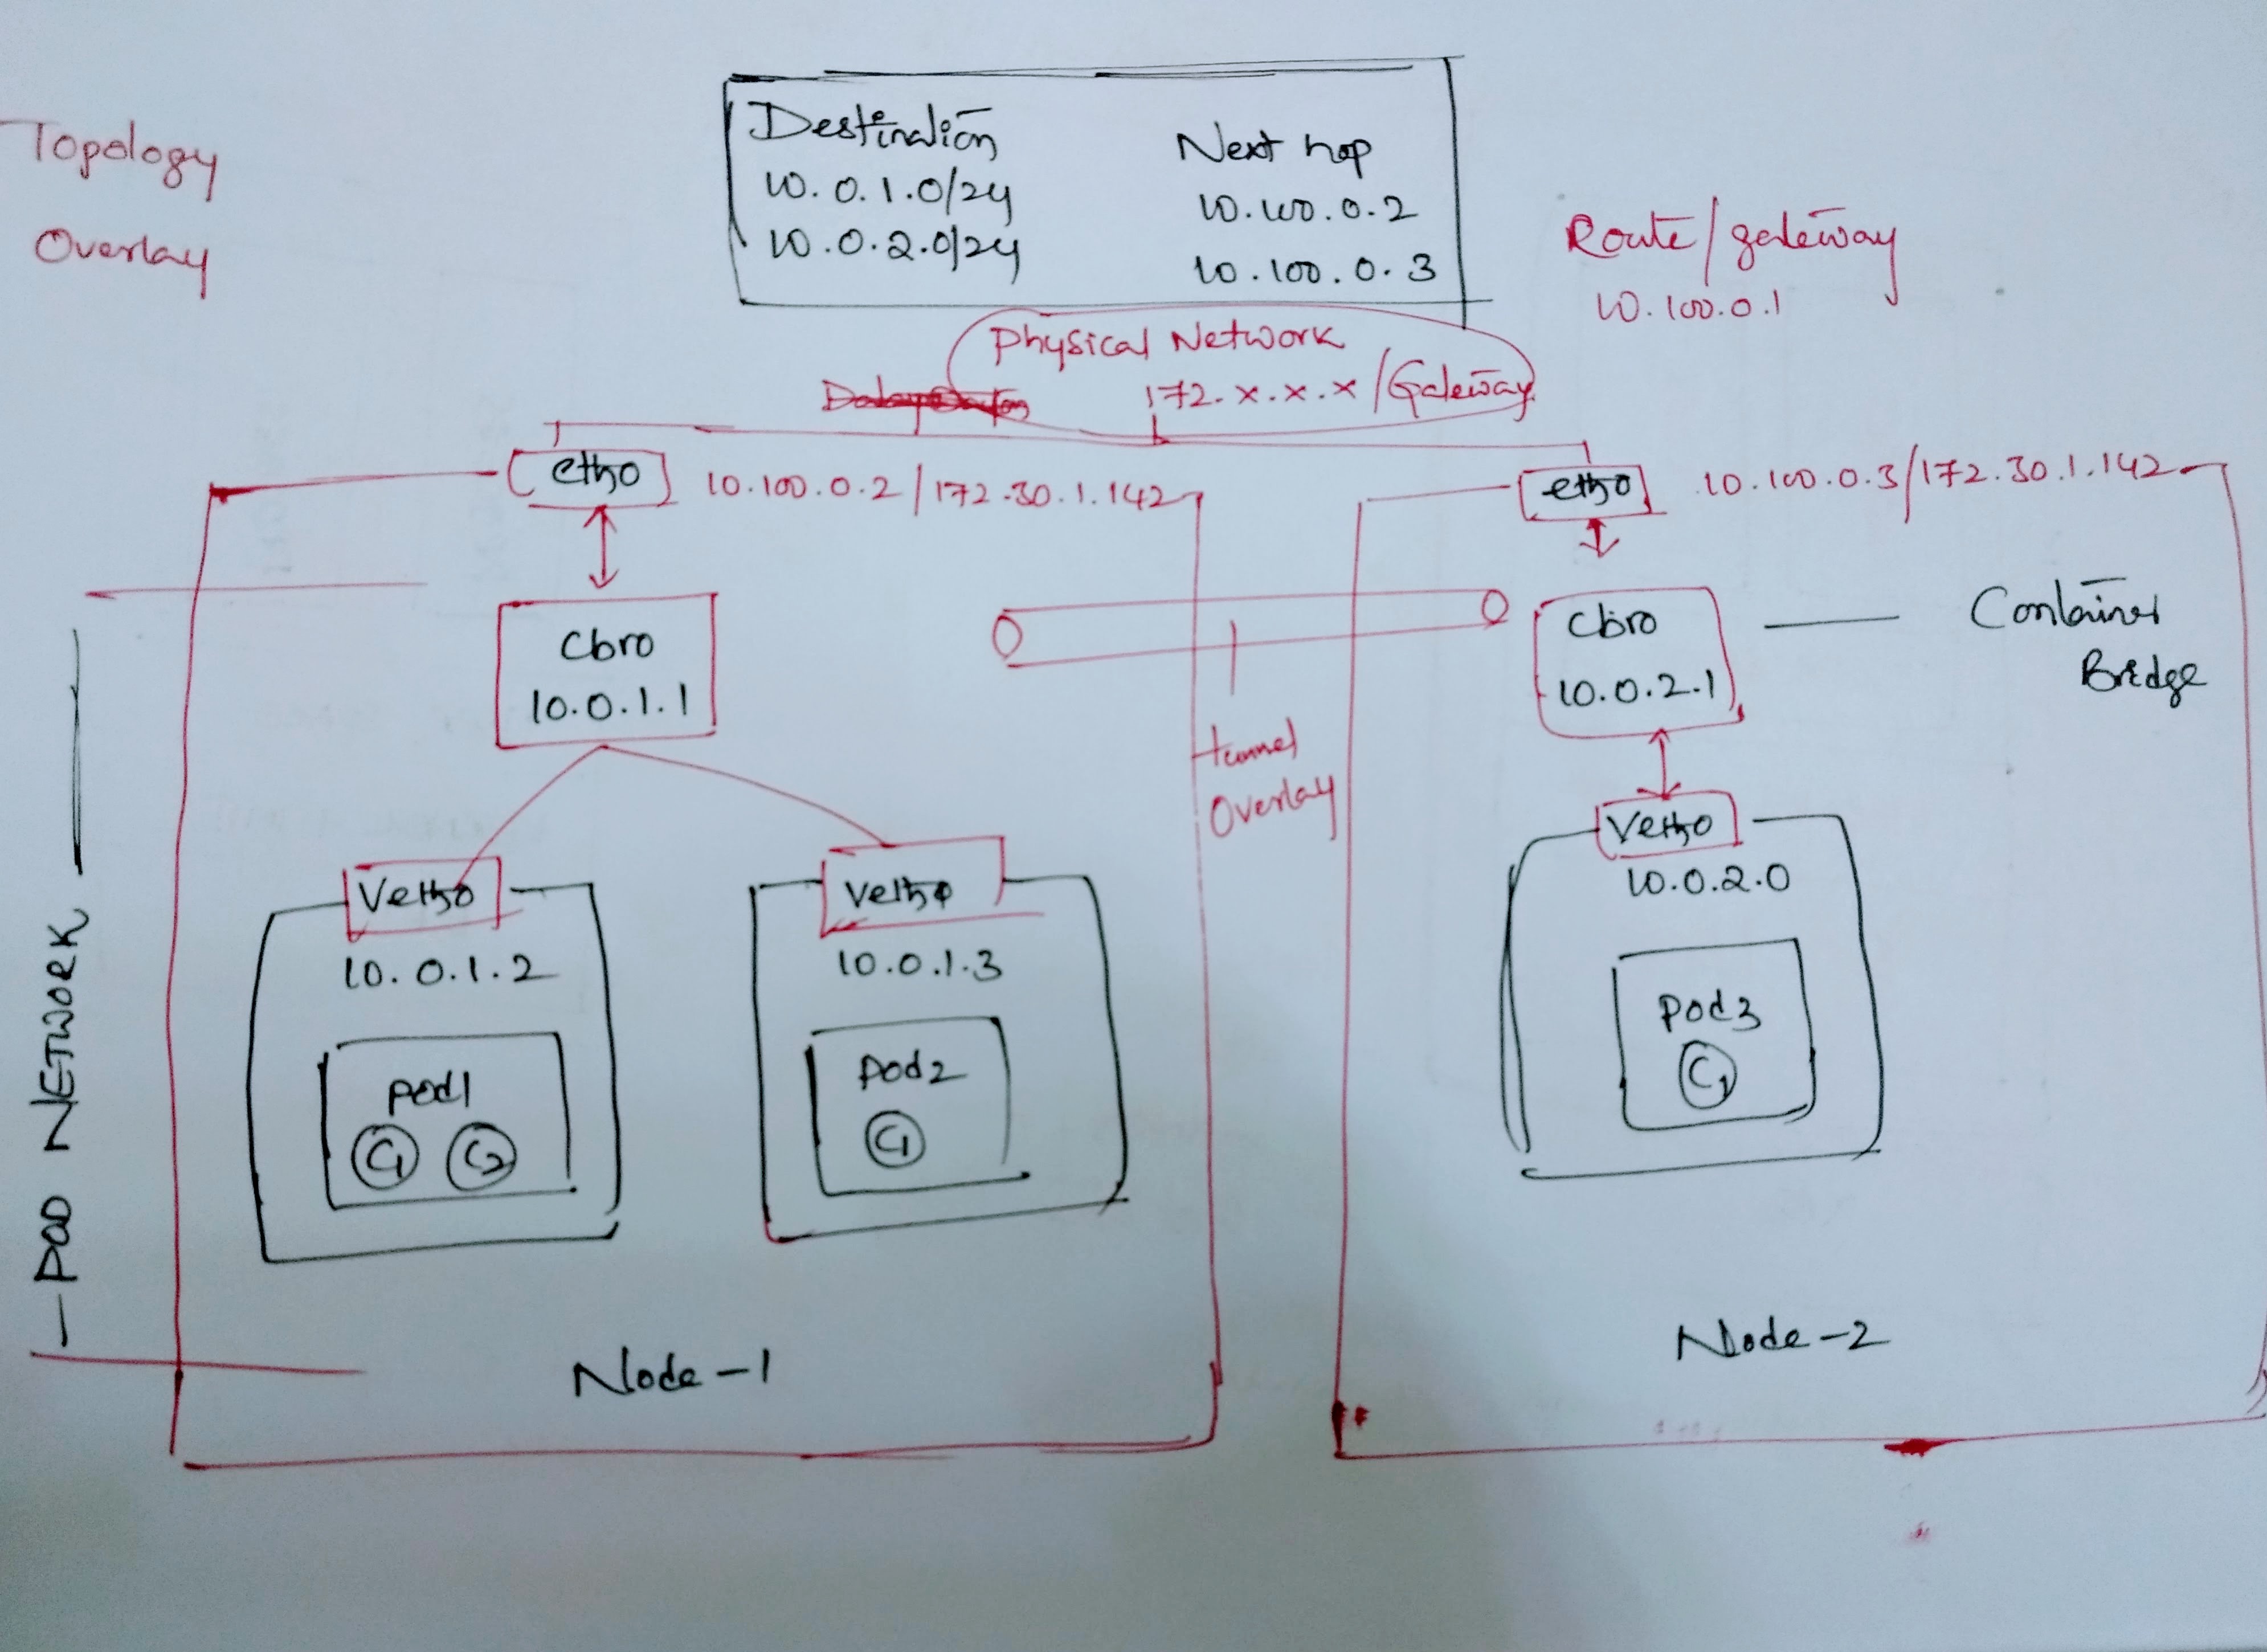 Topology
Overlay
Destination
Next hop
10.0.1.0/24
10.100.0.2
10.0.2.0/24
10.100.0.3
Route/gateway
10.100.0.1
Physical Network
172.x.x.x/Gateway
eth0
10.100.0.2/172.30.1.142
eth0
10.100.0.3/172.30.1.142
Cbr0
10.0.1.1
Cbr0
10.0.2.1
Container
Bridge
tunnel
Overlay
Veth0
10.0.1.2
Veth0
10.0.1.3
Veth0
10.0.2.0
Pod1
C1 C2
Pod2
C1
Pod3
C1
POD NETWORK
Node-1
Node-2